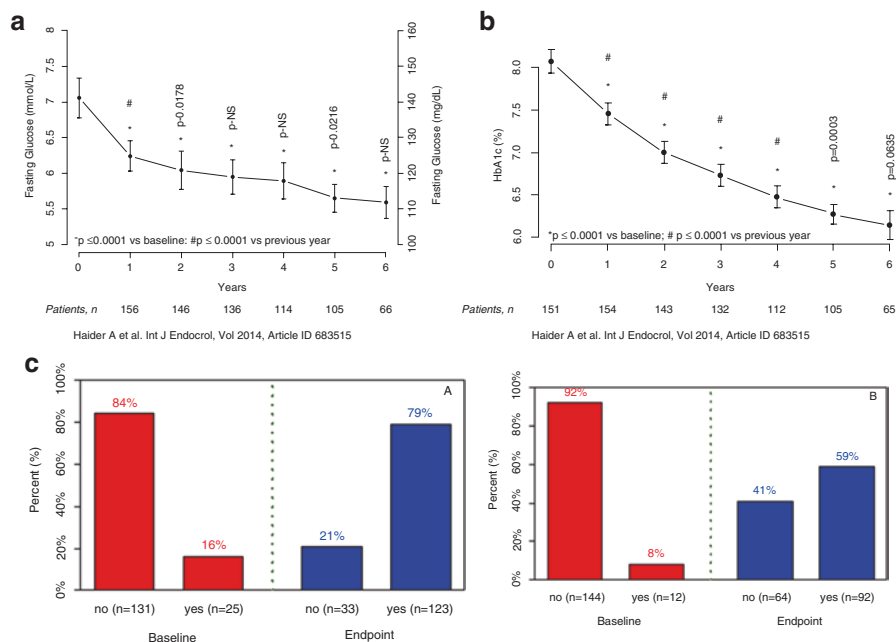 a
8
7.5
7
6.5
6
5.5
5
Fasting Glucose (mmol/L)
160
150
140
130
120
110
100
Fasting Glucose (mg/dL)
#
*
p-0.0178
*
p-NS
*
p-NS
*
p-0.0216
*
p-NS
*
*p ≤0.0001 vs baseline: #p ≤ 0.0001 vs previous year
0 1 2 3 4 5 6
Years
Patients, n 156 146 136 114 105 66
Haider A et al. Int J Endocrol, Vol 2014, Article ID 683515
b
8.0
7.5
7.0
6.5
6.0
HbA1c (%)
#
*
#
*
#
*
#
*
p=0.0003
*
p=0.0635
*
*p ≤ 0.0001 vs baseline; # p ≤ 0.0001 vs previous year
0 1 2 3 4 5 6
Years
Patients, n 151 154 143 132 112 105 65
Haider A et al. Int J Endocrol, Vol 2014, Article ID 683515
c
A
100%
80%
60%
40%
20%
0%
Percent (%)
84%
16%
21%
79%
no (n=131) yes (n=25) no (n=33) yes (n=123)
Baseline Endpoint
B
100%
80%
60%
40%
20%
0%
Percent (%)
92%
8%
41%
59%
no (n=144) yes (n=12) no (n=64) yes (n=92)
Baseline Endpoint